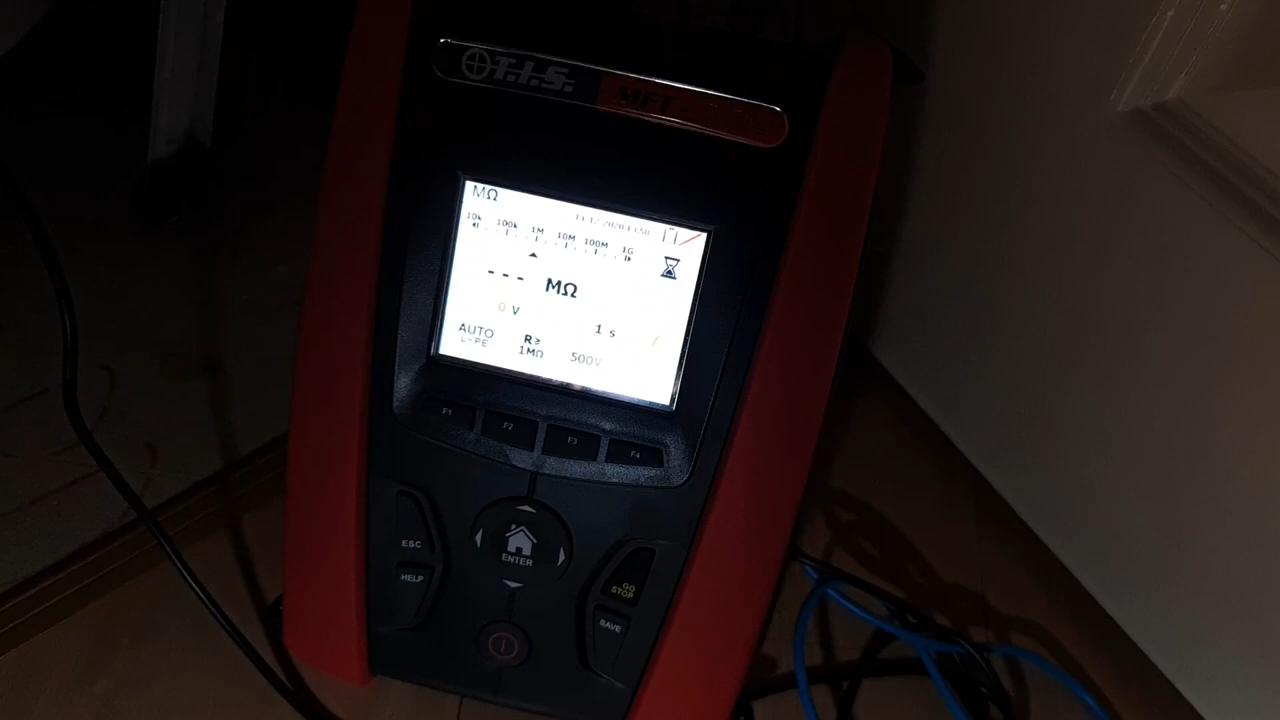 T.I.S.
MFT
MΩ
10k 100k 1M 10M 100M 1G
--- MΩ
0 V
1 s
AUTO
L-PE
R≥
1MΩ
500V
F1
F2
F3
F4
ESC
HELP
ENTER
GO
STOP
SAVE